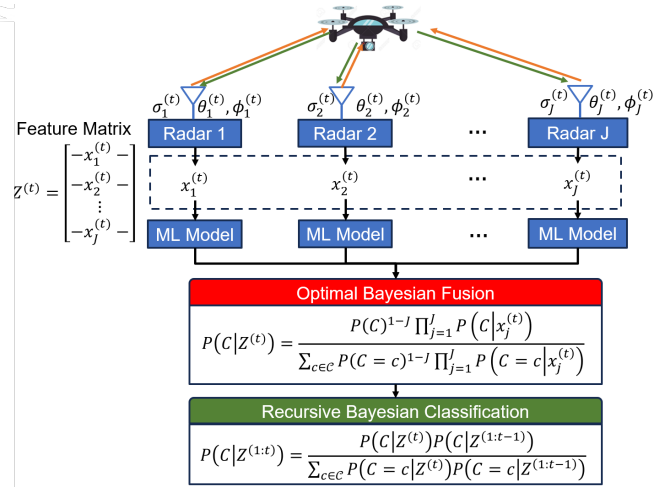 σ₁⁽ᵗ⁾ θ₁⁽ᵗ⁾, ϕ₁⁽ᵗ⁾ σ₂⁽ᵗ⁾ θ₂⁽ᵗ⁾, ϕ₂⁽ᵗ⁾ σ_J⁽ᵗ⁾ θ_J⁽ᵗ⁾, ϕ_J⁽ᵗ⁾
Radar 1 Radar 2 ... Radar J
Feature Matrix
Z⁽ᵗ⁾ = [−x₁⁽ᵗ⁾ −
−x₂⁽ᵗ⁾ −
⋮
−x_J⁽ᵗ⁾ −]
x₁⁽ᵗ⁾ x₂⁽ᵗ⁾ ... x_J⁽ᵗ⁾
ML Model ML Model ... ML Model
Optimal Bayesian Fusion
P(C|Z⁽ᵗ⁾) = P(C)^{1−J} ∏_{j=1}^{J} P(C|x_j⁽ᵗ⁾) / ∑_{c∈𝒞} P(C = c)^{1−J} ∏_{j=1}^{J} P(C = c|x_j⁽ᵗ⁾)
Recursive Bayesian Classification
P(C|Z^{(1:t)}) = P(C|Z⁽ᵗ⁾)P(C|Z^{(1:t−1)}) / ∑_{c∈𝒞} P(C = c|Z⁽ᵗ⁾)P(C = c|Z^{(1:t−1)})